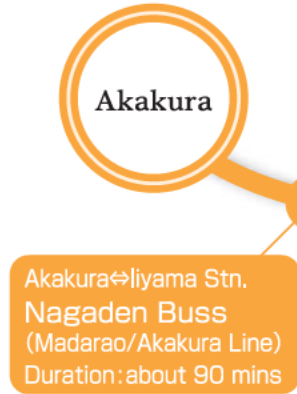 Akakura
Akakura⇔Iiyama Stn.
Nagaden Buss
(Madarao/Akakura Line)
Duration:about 90 mins